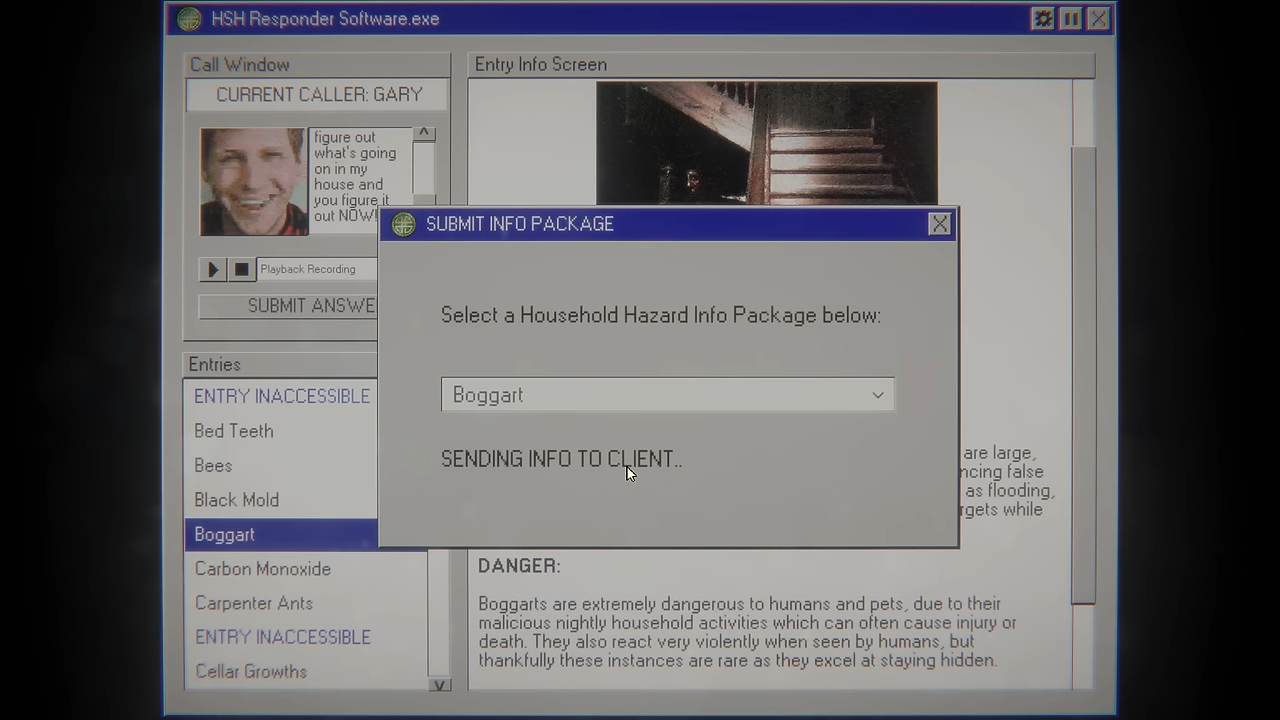 HSH Responder Software.exe
Call Window
CURRENT CALLER: GARY
figure out
what's going
on in my
house and
you figure it
out NOW!
Playback Recording
SUBMIT ANSWE
Entries
ENTRY INACCESSIBLE
Bed Teeth
Bees
Black Mold
Boggart
Carbon Monoxide
Carpenter Ants
ENTRY INACCESSIBLE
Cellar Growths
Entry Info Screen
SUBMIT INFO PACKAGE
Select a Household Hazard Info Package below:
Boggart
SENDING INFO TO CLIENT..
are large,
ncing false
as flooding,
rgets while
DANGER:
Boggarts are extremely dangerous to humans and pets, due to their
malicious nightly household activities which can often cause injury or
death. They also react very violently when seen by humans, but
thankfully these instances are rare as they excel at staying hidden.